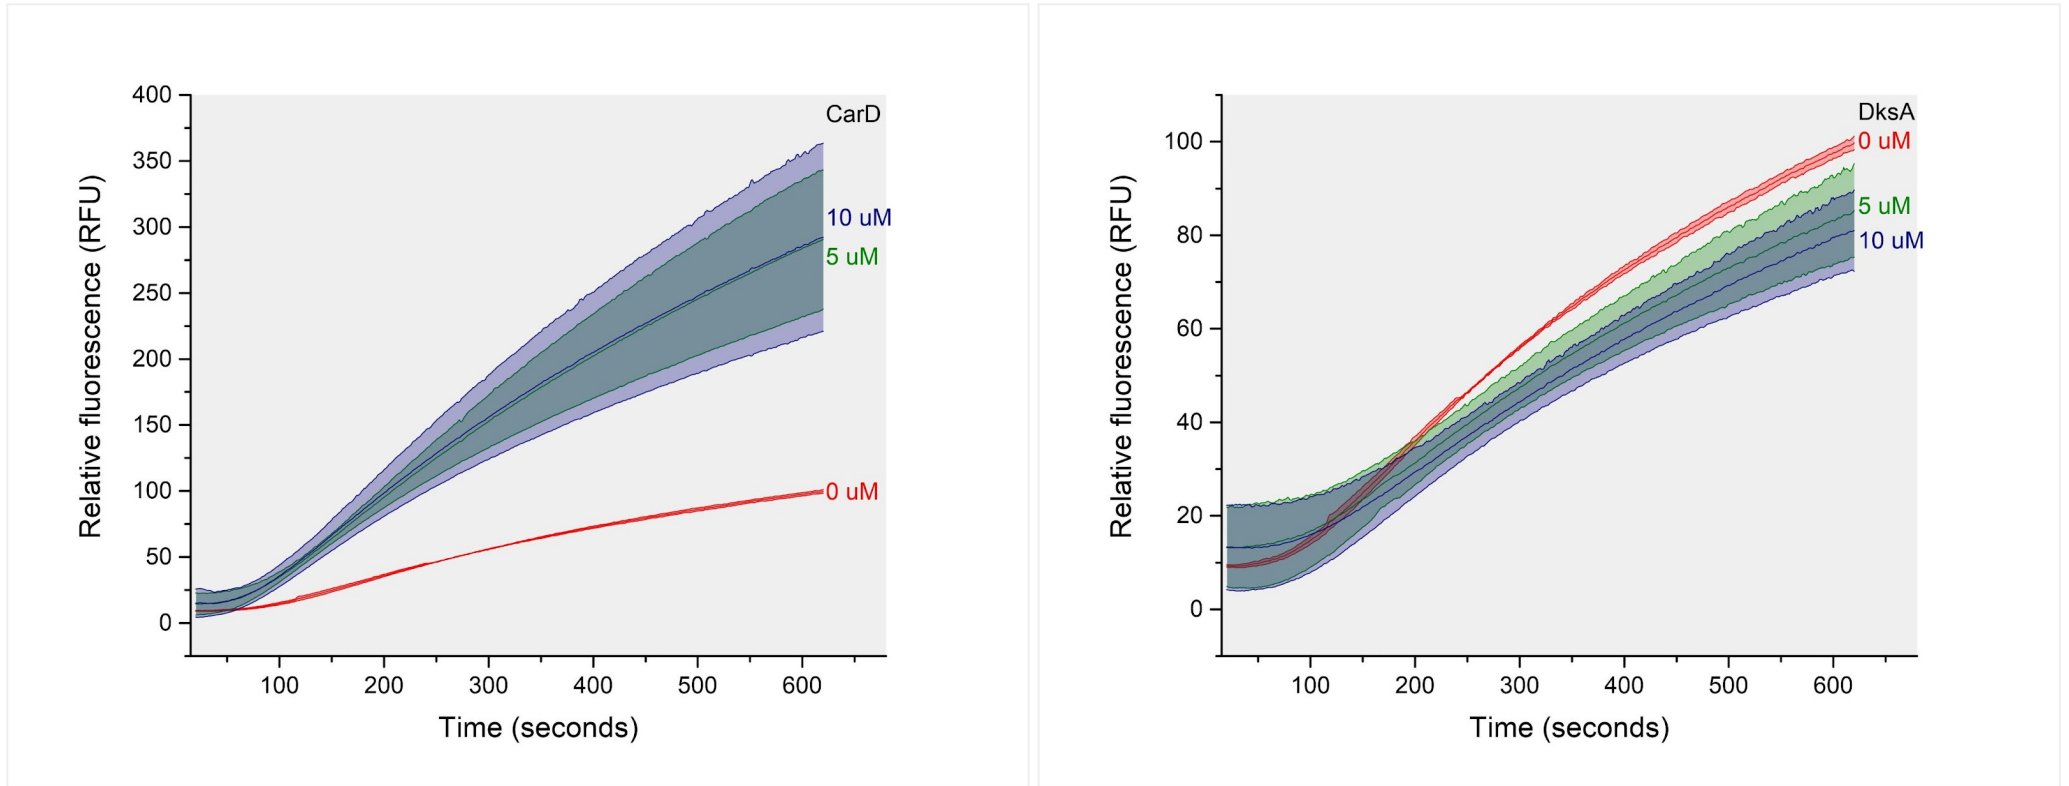 400
350
300
250
200
150
100
50
0
Relative fluorescence (RFU)
CarD
10 uM
5 uM
0 uM
100 200 300 400 500 600
Time (seconds)
100
80
60
40
20
0
Relative fluorescence (RFU)
DksA
0 uM
5 uM
10 uM
100 200 300 400 500 600
Time (seconds)